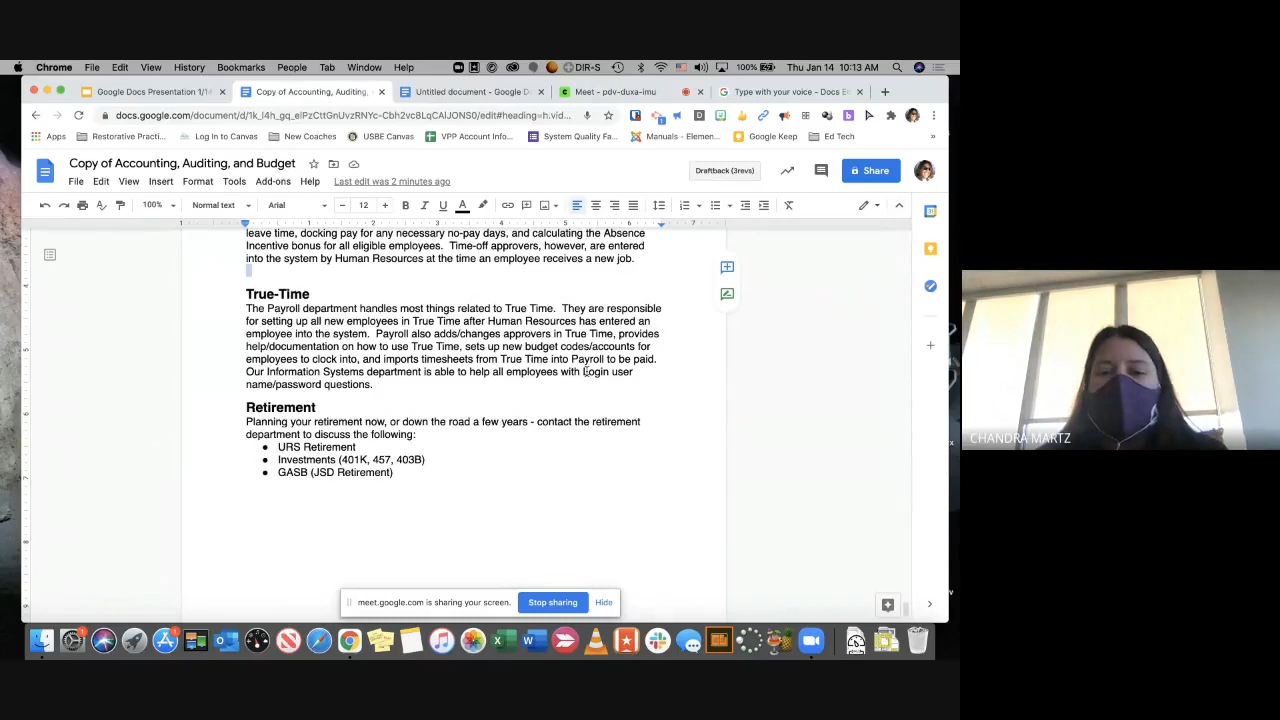 Chrome File Edit View History Bookmarks People Tab Window Help DIR-S 100% Thu Jan 14 10:13 AM
Google Docs Presentation 1/14 Copy of Accounting, Auditing, Untitled document - Google D Meet - pdv-duxa-imu Type with your voice - Docs Ed
Apps Restorative Practi... Log In to Canvas New Coaches USBE Canvas VPP Account Info... System Quality Fa... Manuals - Elemen... Google Keep Ed Tech
Copy of Accounting, Auditing, and Budget
Draftback (3revs) Share
File Edit View Insert Format Tools Add-ons Help Last edit was 2 minutes ago
100% Normal text Arial 12
leave time, docking pay for any necessary no-pay days, and calculating the Absence
Incentive bonus for all eligible employees. Time-off approvers, however, are entered
into the system by Human Resources at the time an employee receives a new job.
True-Time
The Payroll department handles most things related to True Time. They are responsible
for setting up all new employees in True Time after Human Resources has entered an
employee into the system. Payroll also adds/changes approvers in True Time, provides
help/documentation on how to use True Time, sets up new budget codes/accounts for
employees to clock into, and imports timesheets from True Time into Payroll to be paid.
Our Information Systems department is able to help all employees with Login user
name/password questions.
Retirement
Planning your retirement now, or down the road a few years - contact the retirement
department to discuss the following:
● URS Retirement
● Investments (401K, 457, 403B)
● GASB (JSD Retirement)
meet.google.com is sharing your screen. Stop sharing Hide
CHANDRA MARTZ